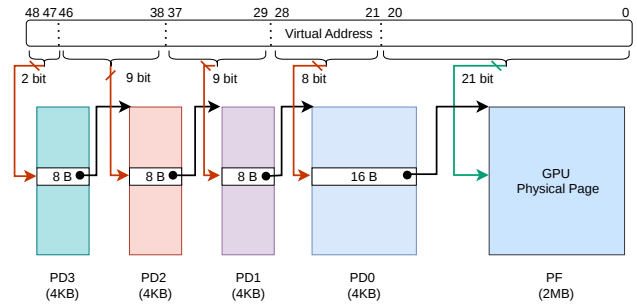 48 47 46 38 37 29 28 21 20 0
Virtual Address
2 bit 9 bit 9 bit 8 bit 21 bit
8 B 8 B 8 B 16 B
GPU
Physical Page
PD3 PD2 PD1 PD0 PF
(4KB) (4KB) (4KB) (4KB) (2MB)